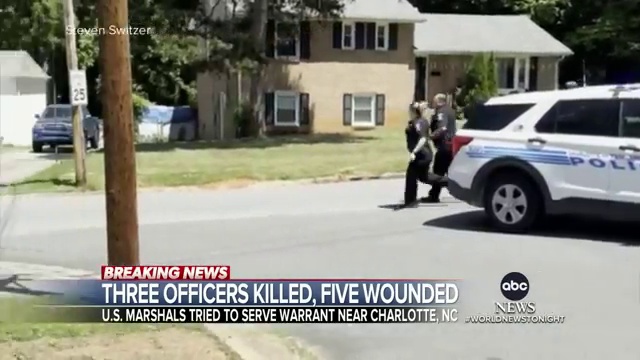 Steven Switzer
25
POLI
BREAKING NEWS
THREE OFFICERS KILLED, FIVE WOUNDED
U.S. MARSHALS TRIED TO SERVE WARRANT NEAR CHARLOTTE, NC
abc
NEWS
#WORLDNEWSTONIGHT